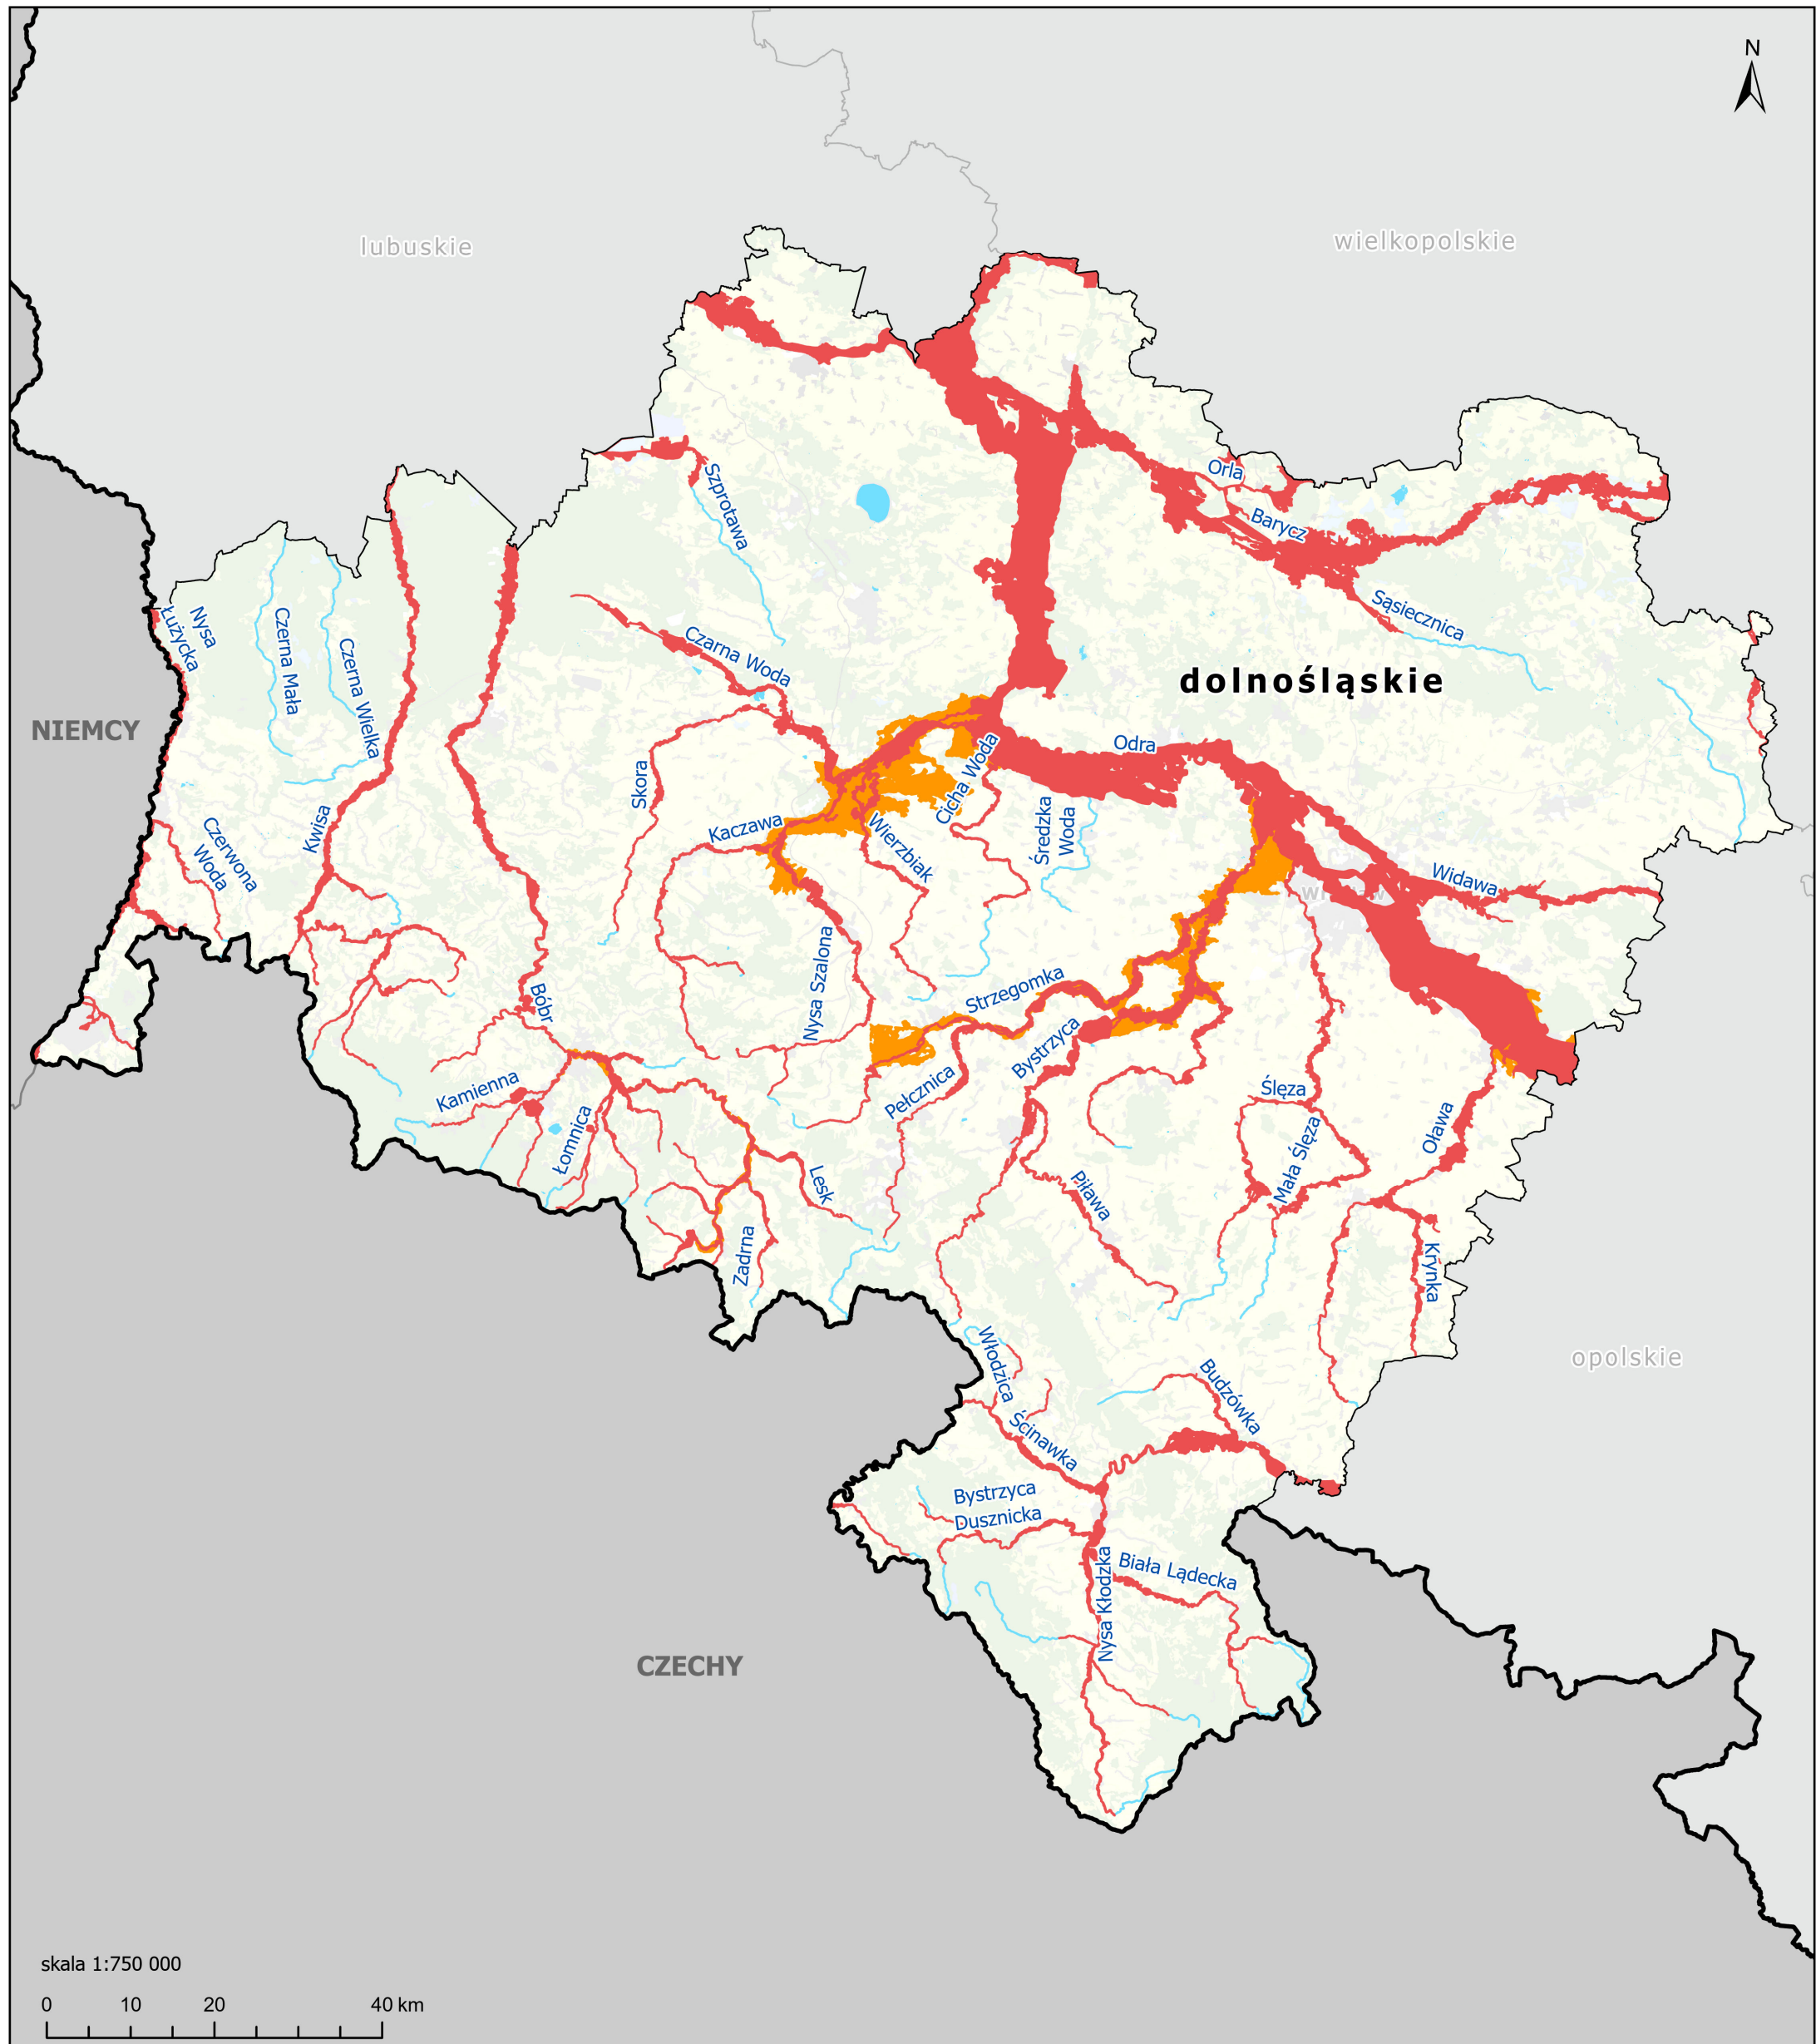 N
lubuskie
wielkopolskie
Orla
Szprotawa
Barycz
Nysa
Łużycka
Czerna Mała
Czerna Wielka
Czarna Woda
Sąsiecznica
dolnośląskie
NIEMCY
Odra
Cicha Woda
Skora
Kaczawa
Średzka
Woda
Kwisa
Czerwona
Woda
Wierzbiak
Widawa
Nysa Szalona
Bóbr
Strzegomka
Bystrzyca
Kamienna
Pełcznica
Ślęza
Łomnica
Oława
Mała Ślęza
Lesk
Piława
Zadrna
Krynka
Włodzica
opolskie
Budzówka
Ścinawka
Bystrzyca
Dusznicka
Biała Lądecka
Nysa Kłodzka
CZECHY
skala 1:750 000
0 10 20 40 km